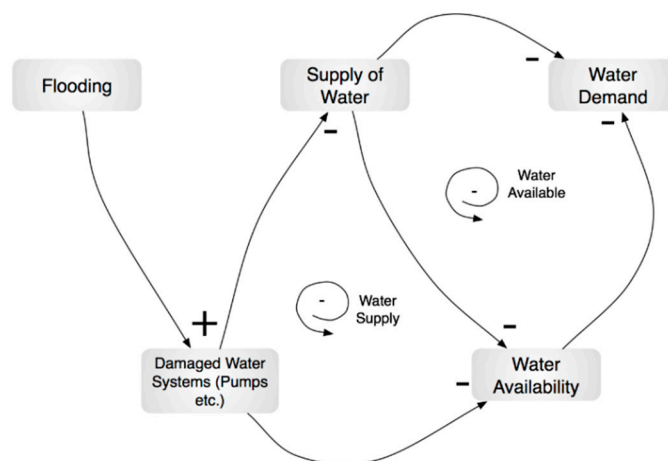 Flooding
Supply of
Water
Water
Demand
-
-
-
-
Water
Available
-
Water
Supply
+
-
-
Damaged Water
Systems (Pumps
etc.)
Water
Availability